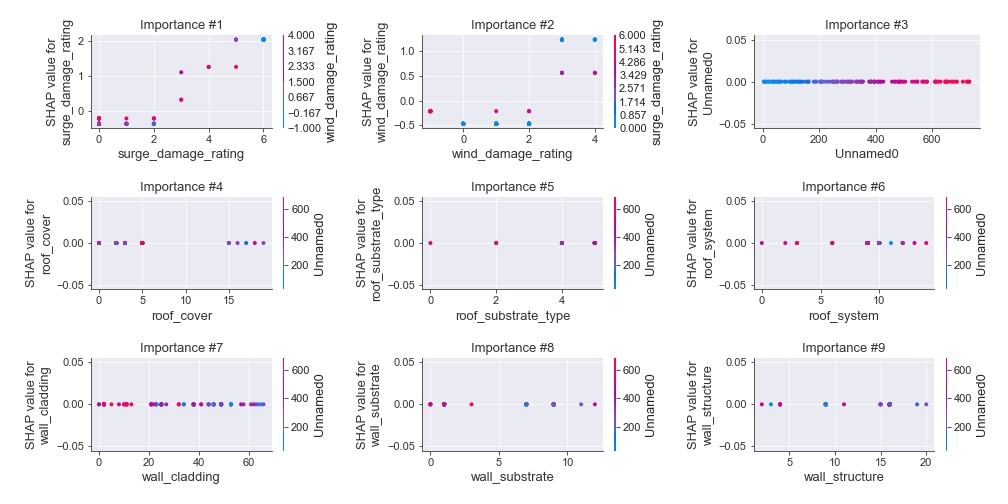 Importance #1
SHAP value for
surge_damage_rating
2
1
0
0
2
4
6
surge_damage_rating
4.000
3.167
2.333
1.500
0.667
−0.167
−1.000
wind_damage_rating
Importance #2
SHAP value for
wind_damage_rating
1.0
0.5
0.0
−0.5
0
2
4
wind_damage_rating
6.000
5.143
4.286
3.429
2.571
1.714
0.857
0.000
surge_damage_rating
Importance #3
SHAP value for
Unnamed0
0.05
0.00
−0.05
0
200
400
600
Unnamed0
Importance #4
SHAP value for
roof_cover
0.05
0.00
−0.05
0
5
10
15
roof_cover
600
400
200
Unnamed0
Importance #5
SHAP value for
roof_substrate_type
0.05
0.00
−0.05
0
2
4
roof_substrate_type
600
400
200
Unnamed0
Importance #6
SHAP value for
roof_system
0.05
0.00
−0.05
0
5
10
roof_system
600
400
200
Unnamed0
Importance #7
SHAP value for
wall_cladding
0.05
0.00
−0.05
0
20
40
60
wall_cladding
600
400
200
Unnamed0
Importance #8
SHAP value for
wall_substrate
0.05
0.00
−0.05
0
5
10
wall_substrate
600
400
200
Unnamed0
Importance #9
SHAP value for
wall_structure
0.05
0.00
−0.05
5
10
15
20
wall_structure
600
400
200
Unnamed0